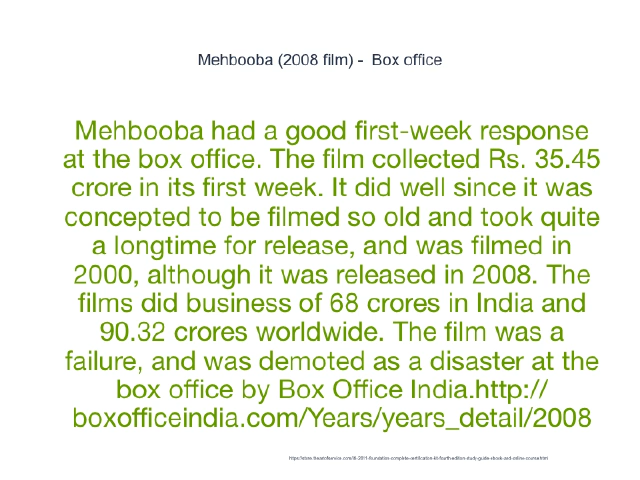 Mehbooba (2008 film) - Box office
Mehbooba had a good first-week response
at the box office. The film collected Rs. 35.45
crore in its first week. It did well since it was
concepted to be filmed so old and took quite
a longtime for release, and was filmed in
2000, although it was released in 2008. The
films did business of 68 crores in India and
90.32 crores worldwide. The film was a
failure, and was demoted as a disaster at the
box office by Box Office India.http://
boxofficeindia.com/Years/years_detail/2008